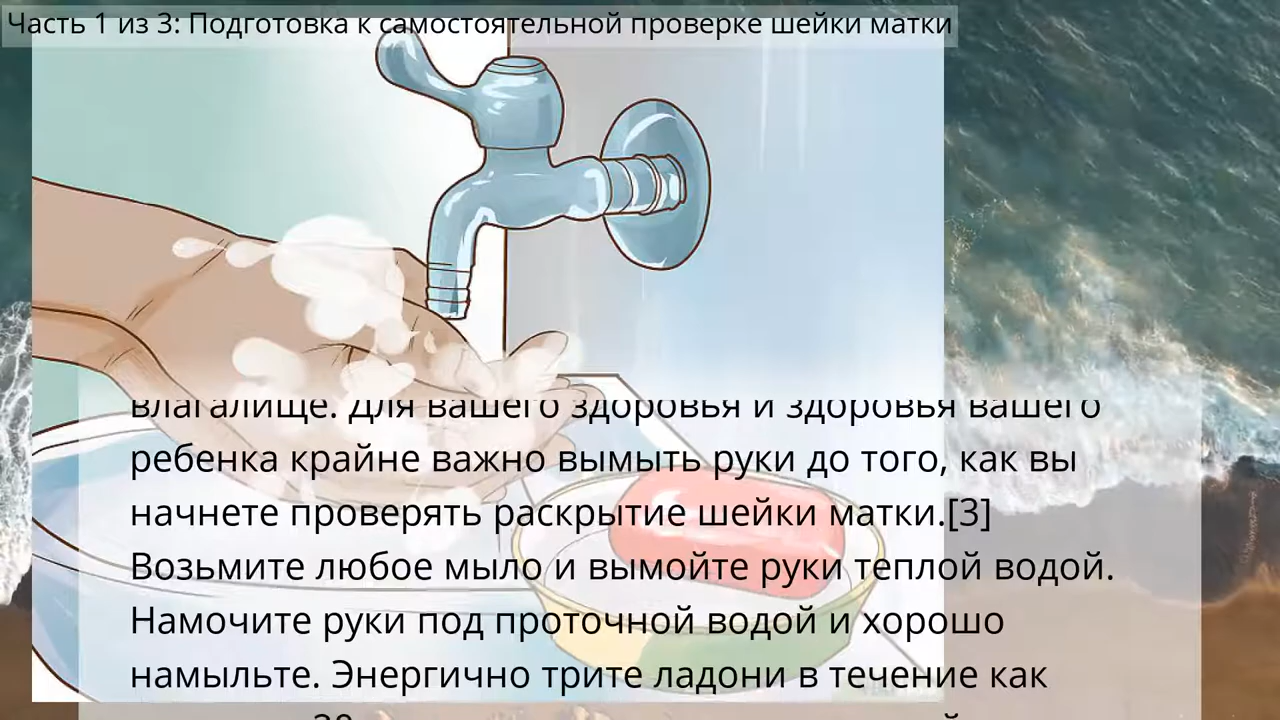 Часть 1 из 3: Подготовка к самостоятельной проверке шейки матки
влагалище. Для вашего здоровья и здоровья вашего
ребенка крайне важно вымыть руки до того, как вы
начнете проверять раскрытие шейки матки.[3]
Возьмите любое мыло и вымойте руки теплой водой.
Намочите руки под проточной водой и хорошо
намыльте. Энергично трите ладони в течение как